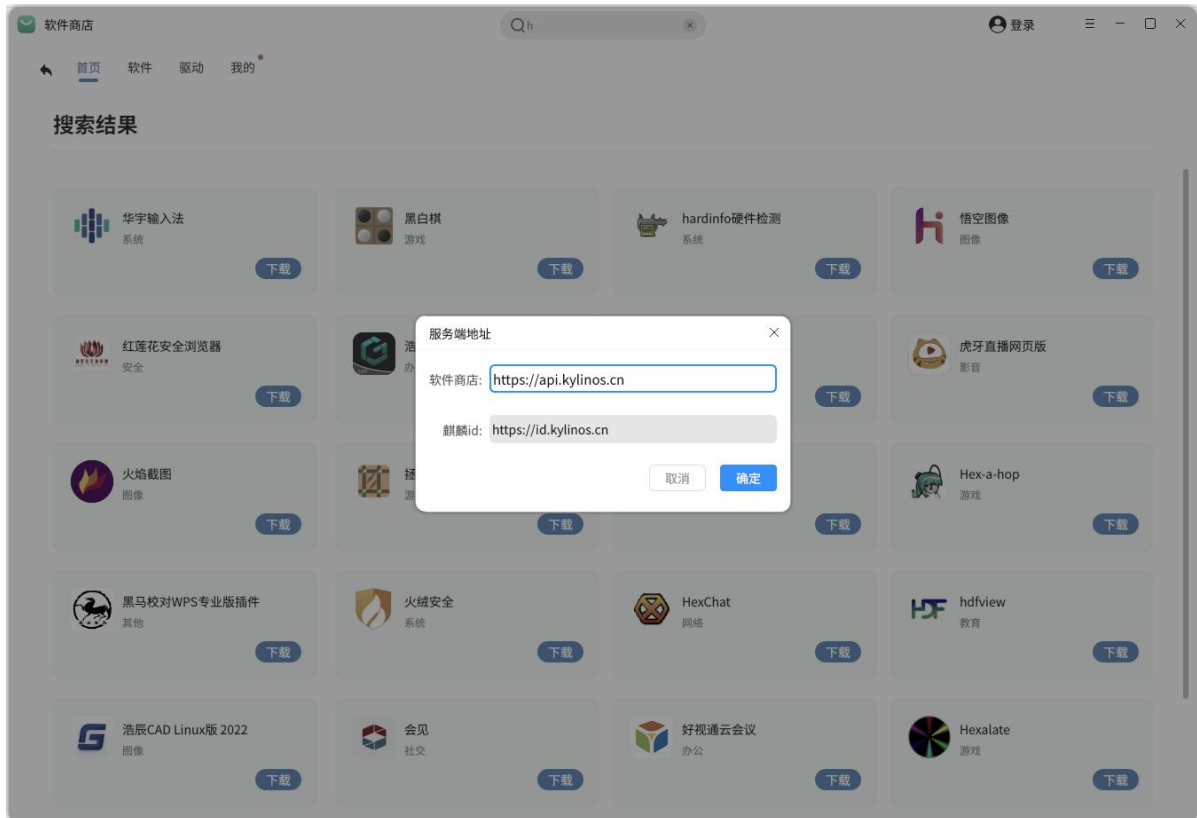 软件商店
h
登录
首页 软件 驱动 我的
搜索结果
华宇输入法
系统
下载
黑白棋
游戏
下载
hardinfo硬件检测
系统
下载
悟空图像
图像
下载
红莲花安全浏览器
安全
下载
浩
办
下载
虎牙直播网页版
影音
下载
服务端地址
软件商店: https://api.kylinos.cn
麒麟id: https://id.kylinos.cn
取消 确定
火焰截图
图像
下载
拯
游
下载
下载
Hex-a-hop
游戏
下载
黑马校对WPS专业版插件
其他
下载
火绒安全
系统
下载
HexChat
网络
下载
HDF
hdfview
教育
下载
浩辰CAD Linux版 2022
图像
下载
会见
社交
下载
好视通云会议
办公
下载
Hexalate
游戏
下载